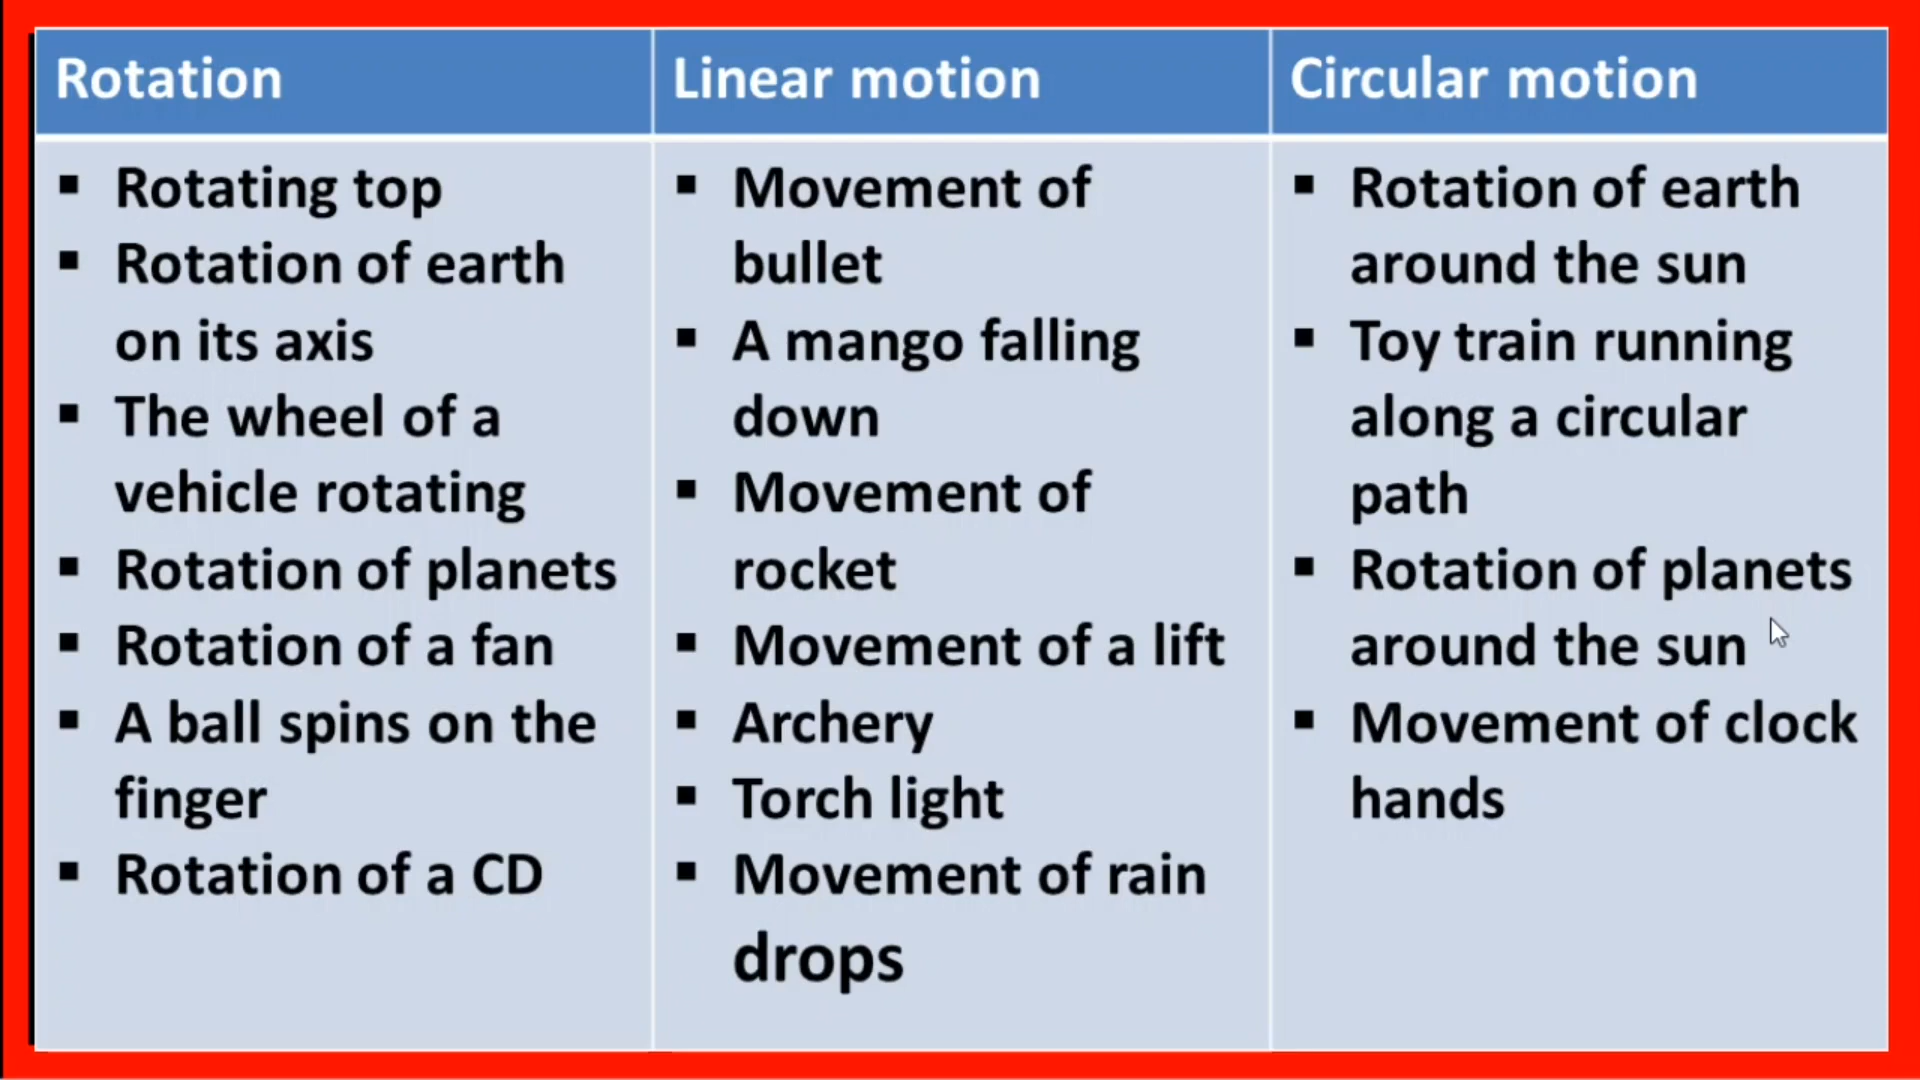 Rotation
▪ Rotating top
▪ Rotation of earth
on its axis
▪ The wheel of a
vehicle rotating
▪ Rotation of planets
▪ Rotation of a fan
▪ A ball spins on the
finger
▪ Rotation of a CD
Linear motion
▪ Movement of
bullet
▪ A mango falling
down
▪ Movement of
rocket
▪ Movement of a lift
▪ Archery
▪ Torch light
▪ Movement of rain
drops
Circular motion
▪ Rotation of earth
around the sun
▪ Toy train running
along a circular
path
▪ Rotation of planets
around the sun
▪ Movement of clock
hands